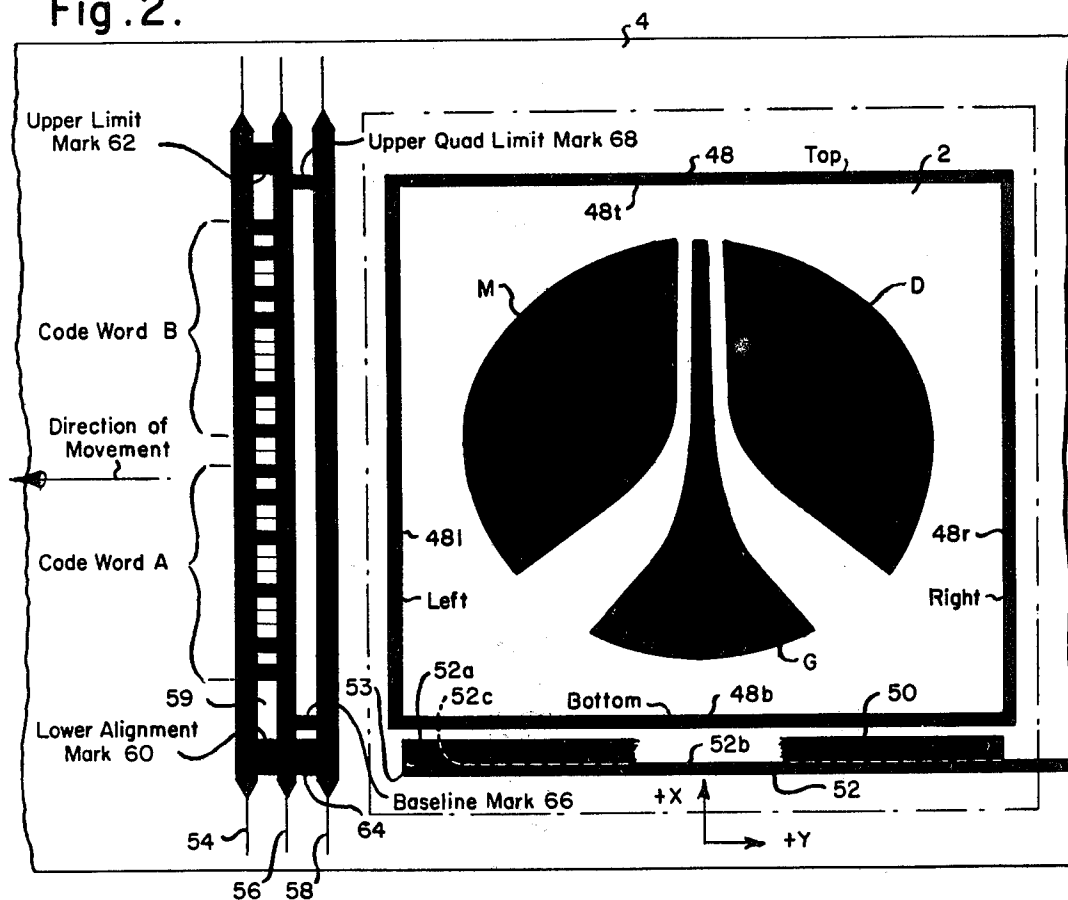 Fig.2.
4
Upper Limit
Mark 62
Upper Quad Limit Mark 68
48
Top
2
48t
M
D
Code Word B
Direction of
Movement
Code Word A
48l
48r
Left
Right
G
52a
53
52c
Bottom
48b
50
59
Lower Alignment
Mark 60
52b
52
+X
Baseline Mark 66
64
+Y
54
56
58